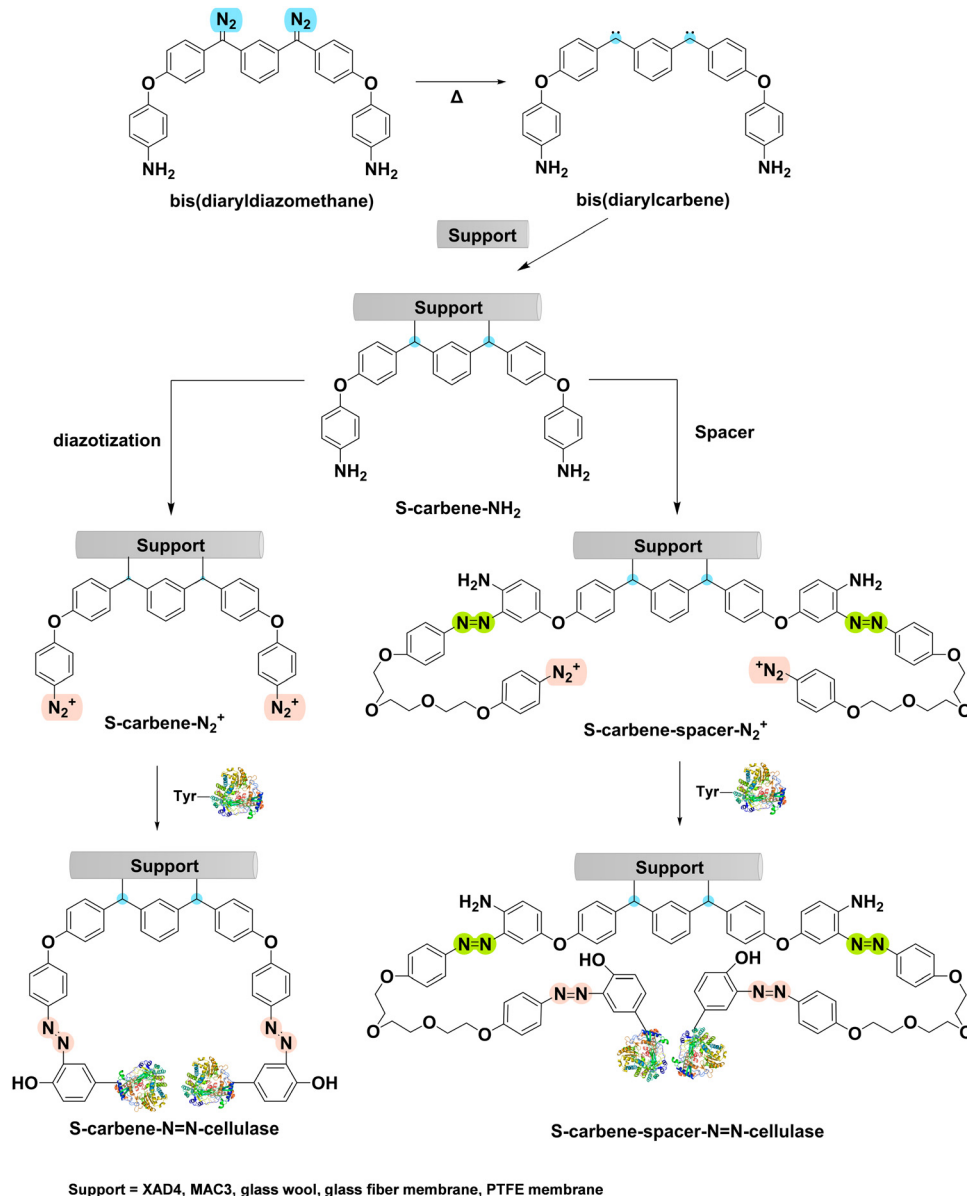 N2 N2
O O
NH2 NH2
bis(diaryldiazomethane)
Δ
O O
NH2 NH2
bis(diarylcarbene)
Support
Support
O O
NH2 NH2
S-carbene-NH2
diazotization
Spacer
Support
O O
N2+ N2+
S-carbene-N2+
Support
H2N NH2
N=N O O N=N
O N2+ +N2 O
O O O O O O
S-carbene-spacer-N2+
Tyr
Tyr
Support
O O
N N
N N
HO OH
S-carbene-N=N-cellulase
Support
H2N NH2
N=N O O N=N
O HO OH O
N=N N=N
O O O O O O
S-carbene-spacer-N=N-cellulase
Support = XAD4, MAC3, glass wool, glass fiber membrane, PTFE membrane